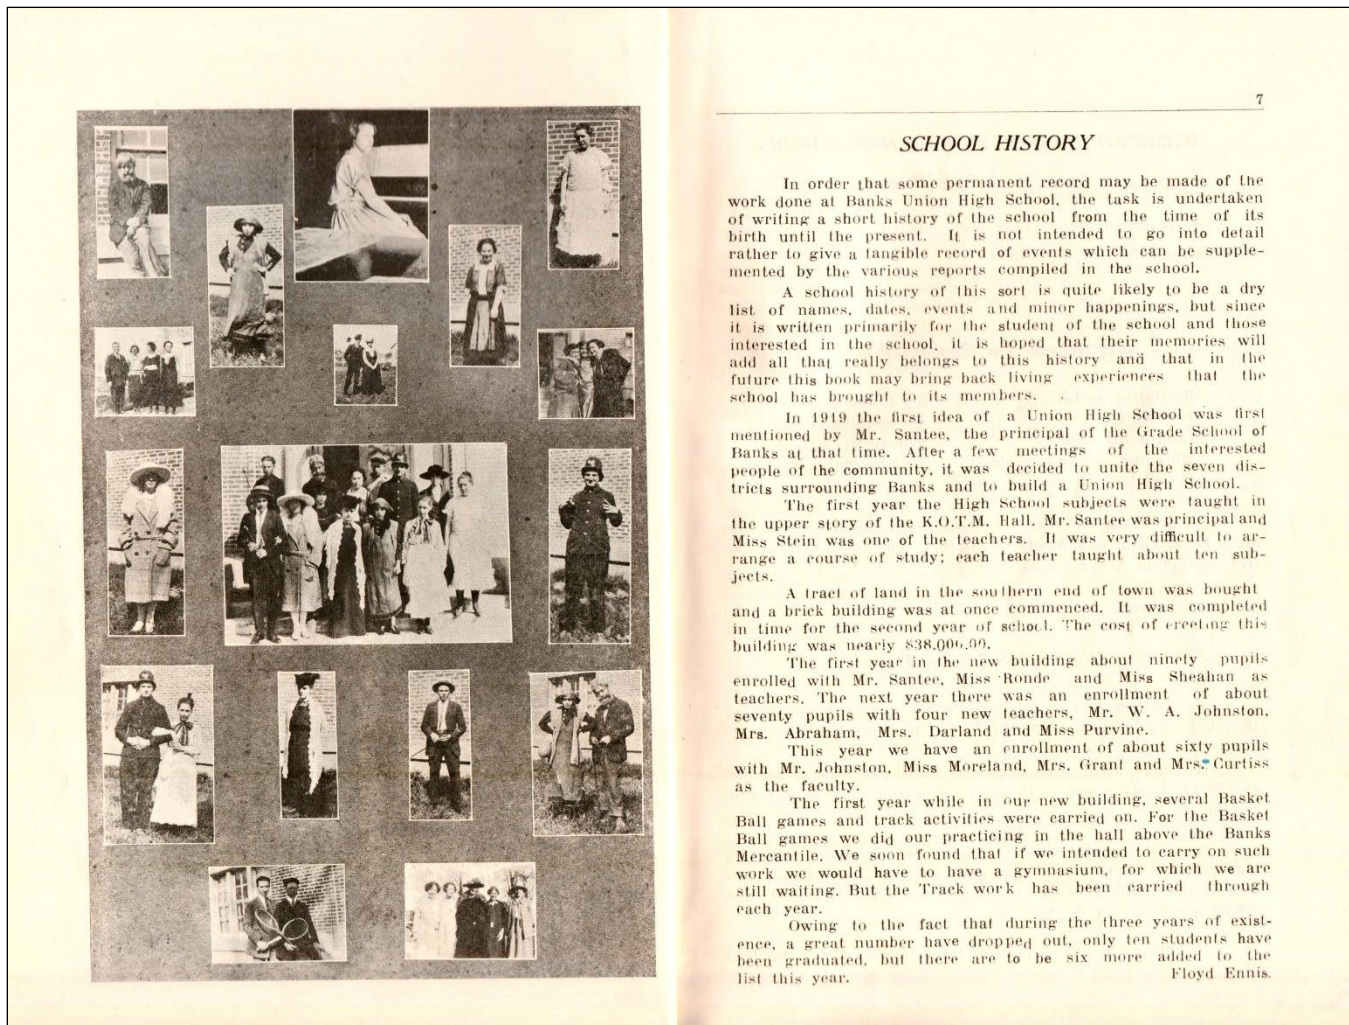 7
SCHOOL HISTORY
In order that some permanent record may be made of the
work done at Banks Union High School, the task is undertaken
of writing a short history of the school from the time of its
birth until the present. It is not intended to go into detail
rather to give a tangible record of events which can be supple-
mented by the various reports compiled in the school.
A school history of this sort is quite likely to be a dry
list of names, dates, events and minor happenings, but since
it is written primarily for the student of the school and those
interested in the school, it is hoped that their memories will
add all that really belongs to this history and that in the
future this book may bring back living experiences that the
school has brought to its members.
In 1919 the first idea of a Union High School was first
mentioned by Mr. Santee, the principal of the Grade School of
Banks at that time. After a few meetings of the interested
people of the community, it was decided to unite the seven dis-
tricts surrounding Banks and to build a Union High School.
The first year the High School subjects were taught in
the upper story of the K.O.T.M. Hall. Mr. Santee was principal and
Miss Stein was one of the teachers. It was very difficult to ar-
range a course of study; each teacher taught about ten sub-
jects.
A tract of land in the southern end of town was bought
and a brick building was at once commenced. It was completed
in time for the second year of school. The cost of erecting this
building was nearly $38,000.00.
The first year in the new building about ninety pupils
enrolled with Mr. Santee, Miss Ronde and Miss Sheahan as
teachers. The next year there was an enrollment of about
seventy pupils with four new teachers, Mr. W. A. Johnston,
Mrs. Abraham, Mrs. Darland and Miss Purvine.
This year we have an enrollment of about sixty pupils
with Mr. Johnston, Miss Moreland, Mrs. Grant and Mrs. Curtiss
as the faculty.
The first year while in our new building, several Basket
Ball games and track activities were carried on. For the Basket
Ball games we did our practicing in the hall above the Banks
Mercantile. We soon found that if we intended to carry on such
work we would have to have a gymnasium, for which we are
still waiting. But the Track work has been carried through
each year.
Owing to the fact that during the three years of exist-
ence, a great number have dropped out, only ten students have
been graduated, but there are to be six more added to the
list this year. Floyd Ennis.